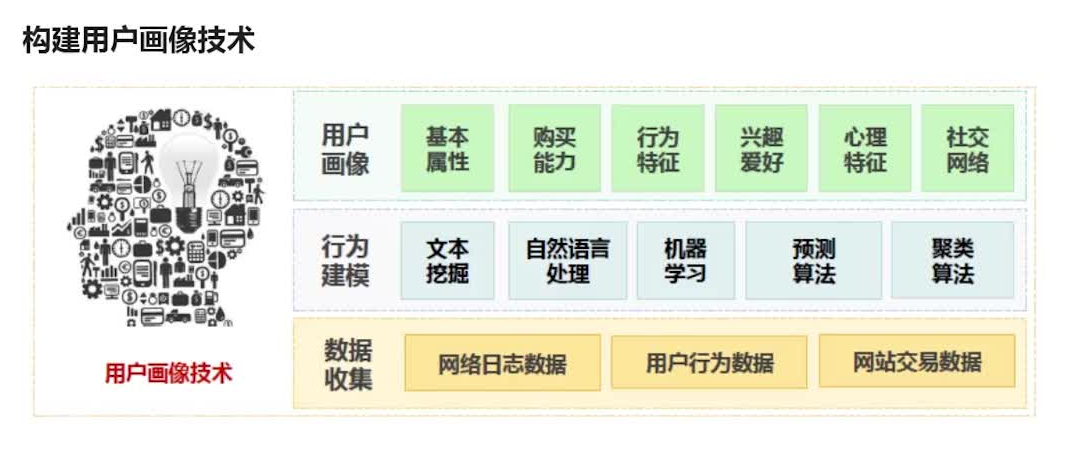 构建用户画像技术
用户
画像
基本
属性
购买
能力
行为
特征
兴趣
爱好
心理
特征
社交
网络
行为
建模
文本
挖掘
自然语言
处理
机器
学习
预测
算法
聚类
算法
数据
收集
网络日志数据
用户行为数据
网站交易数据
用户画像技术